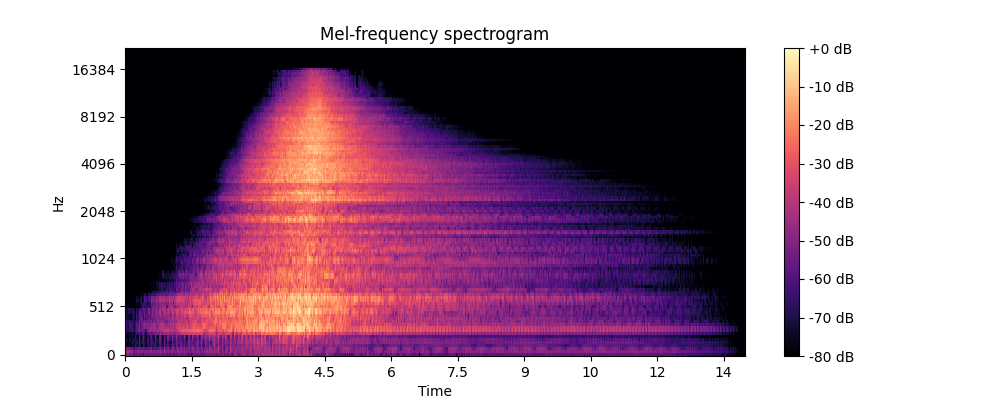 Mel-frequency spectrogram
Hz
16384
8192
4096
2048
1024
512
0
0 1.5 3 4.5 6 7.5 9 10 12 14
Time
+0 dB
-10 dB
-20 dB
-30 dB
-40 dB
-50 dB
-60 dB
-70 dB
-80 dB